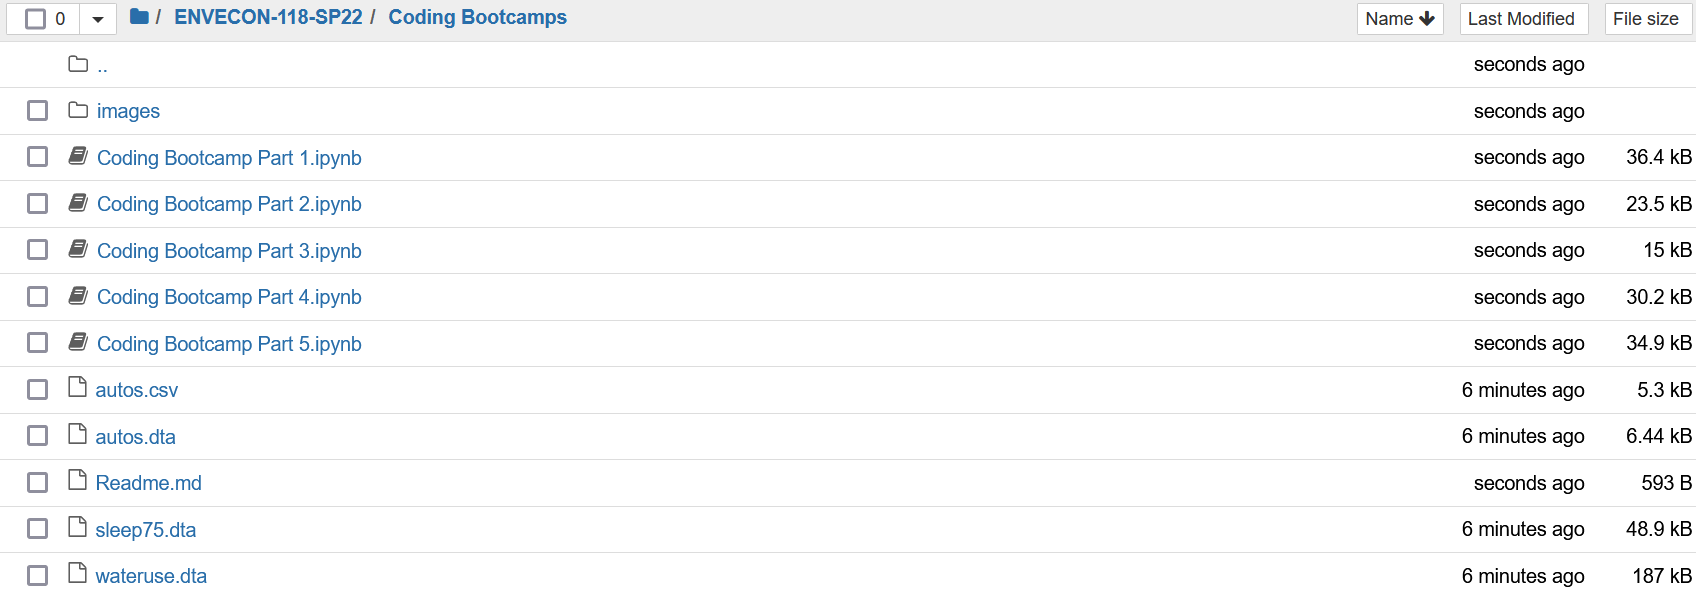 0 / ENVECON-118-SP22 / Coding Bootcamps Name Last Modified File size
.. seconds ago
images seconds ago
Coding Bootcamp Part 1.ipynb seconds ago 36.4 kB
Coding Bootcamp Part 2.ipynb seconds ago 23.5 kB
Coding Bootcamp Part 3.ipynb seconds ago 15 kB
Coding Bootcamp Part 4.ipynb seconds ago 30.2 kB
Coding Bootcamp Part 5.ipynb seconds ago 34.9 kB
autos.csv 6 minutes ago 5.3 kB
autos.dta 6 minutes ago 6.44 kB
Readme.md seconds ago 593 B
sleep75.dta 6 minutes ago 48.9 kB
wateruse.dta 6 minutes ago 187 kB